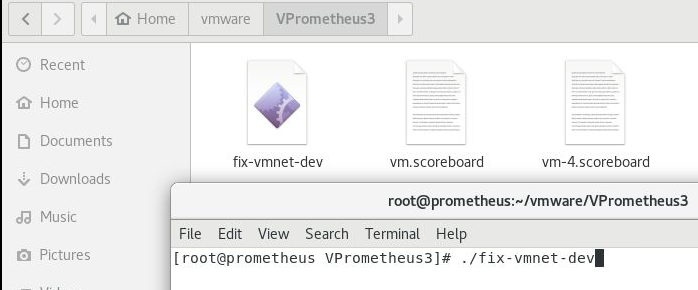 Home vmware VPrometheus3
Recent
Home
Documents
Downloads
Music
Pictures
fix-vmnet-dev vm.scoreboard vm-4.scoreboard
root@prometheus:~/vmware/VPrometheus3
File Edit View Search Terminal Help
[root@prometheus VPrometheus3]# ./fix-vmnet-dev